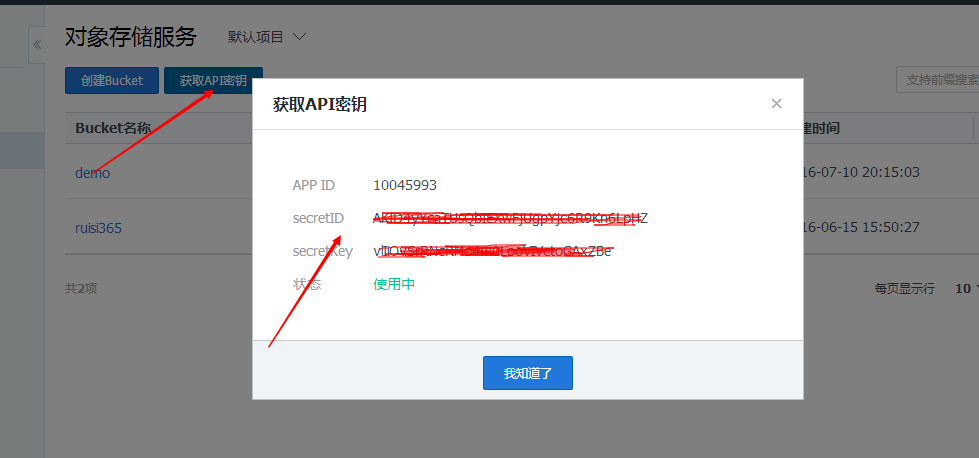 对象存储服务 默认项目
创建Bucket 获取API密钥 支持前缀搜索
获取API密钥
Bucket名称 建时间
APP ID 10045993
demo 16-07-10 20:15:03
secretID
ruisi365 16-06-15 15:50:27
secretKey
状态 使用中
共2项 每页显示行 10
我知道了